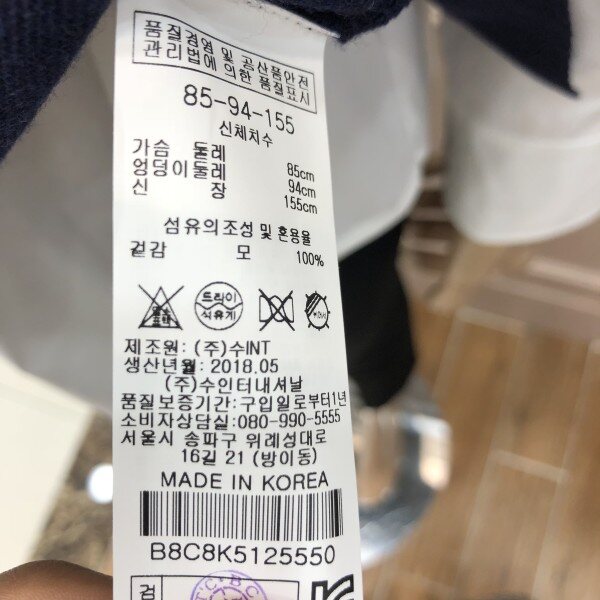 품질경영 및 공산품안전
관리법에 의한 품질표시
85-94-155
신체치수
가슴 둘레 85cm
엉덩이둘레 94cm
신 장 155cm
섬유의조성 및 혼용율
겉감 모 100%
드라이
석유계
제조원: (주)수INT
생산년월: 2018.05
(주)수인터내셔날
품질보증기간: 구입일로부터1년
소비자상담실: 080-990-5555
서울시 송파구 위례성대로
16길 21 (방이동)
MADE IN KOREA
B8C8K5125550
검